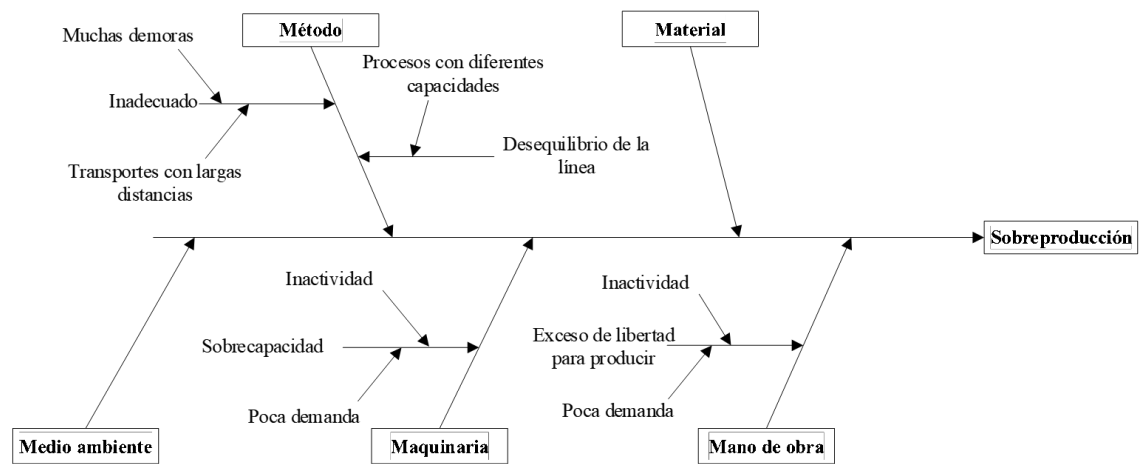 Método
Material
Muchas demoras
Procesos con diferentes
capacidades
Inadecuado
Desequilibrio de la
línea
Transportes con largas
distancias
Sobreproducción
Inactividad
Inactividad
Sobrecapacidad
Exceso de libertad
para producir
Poca demanda
Poca demanda
Medio ambiente
Maquinaria
Mano de obra